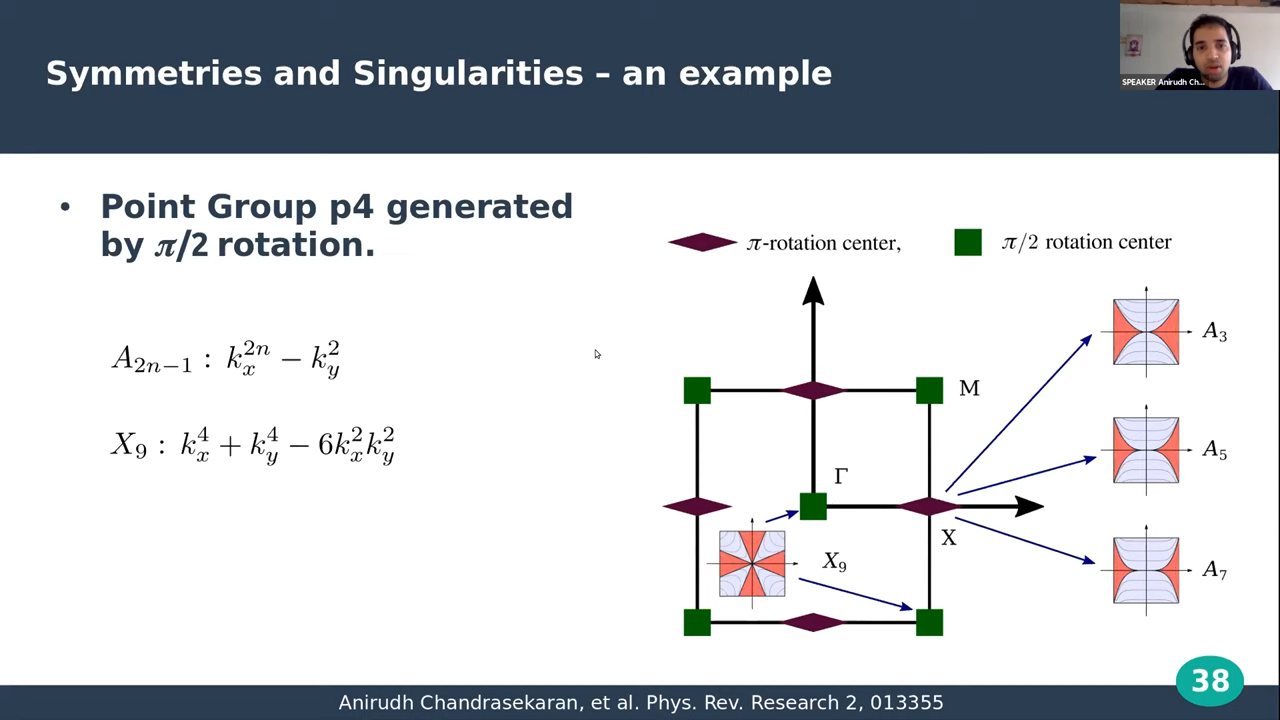 Symmetries and Singularities – an example
SPEAKER Anirudh Ch...
• Point Group p4 generated
by π/2 rotation.
π-rotation center,
π/2 rotation center
A_{2n−1} : k_x^{2n} − k_y^2
X_9 : k_x^4 + k_y^4 − 6k_x^2k_y^2
A_3
M
A_5
Γ
X
X_9
A_7
38
Anirudh Chandrasekaran, et al. Phys. Rev. Research 2, 013355